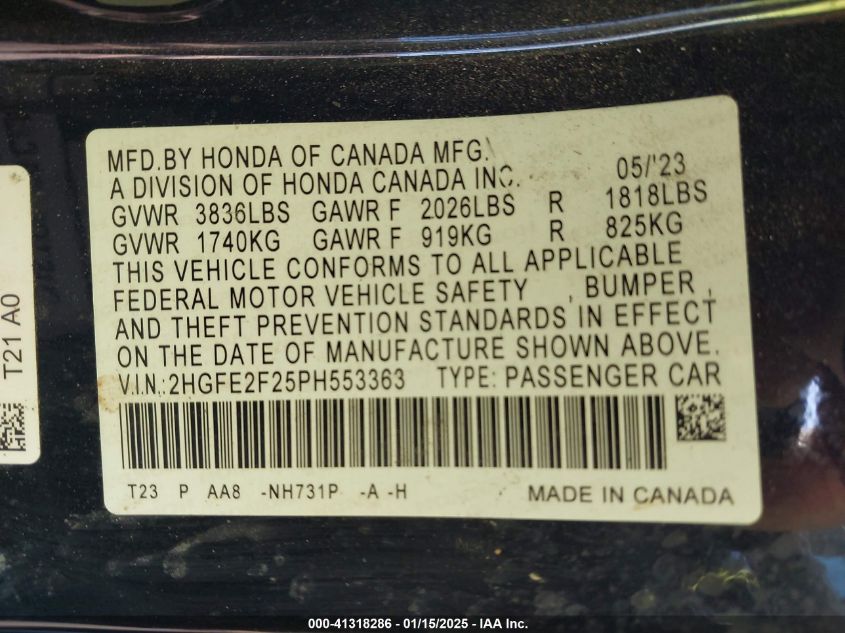 MFD.BY HONDA OF CANADA MFG.
A DIVISION OF HONDA CANADA INC. 05/'23
GVWR 3836LBS GAWR F 2026LBS R 1818LBS
GVWR 1740KG GAWR F 919KG R 825KG
THIS VEHICLE CONFORMS TO ALL APPLICABLE
FEDERAL MOTOR VEHICLE SAFETY , BUMPER ,
AND THEFT PREVENTION STANDARDS IN EFFECT
ON THE DATE OF MANUFACTURE SHOWN ABOVE.
V.I.N.:2HGFE2F25PH553363 TYPE: PASSENGER CAR
T23 P AA8 -NH731P -A -H MADE IN CANADA
T21 A0
000-41318286 - 01/15/2025 - IAA Inc.